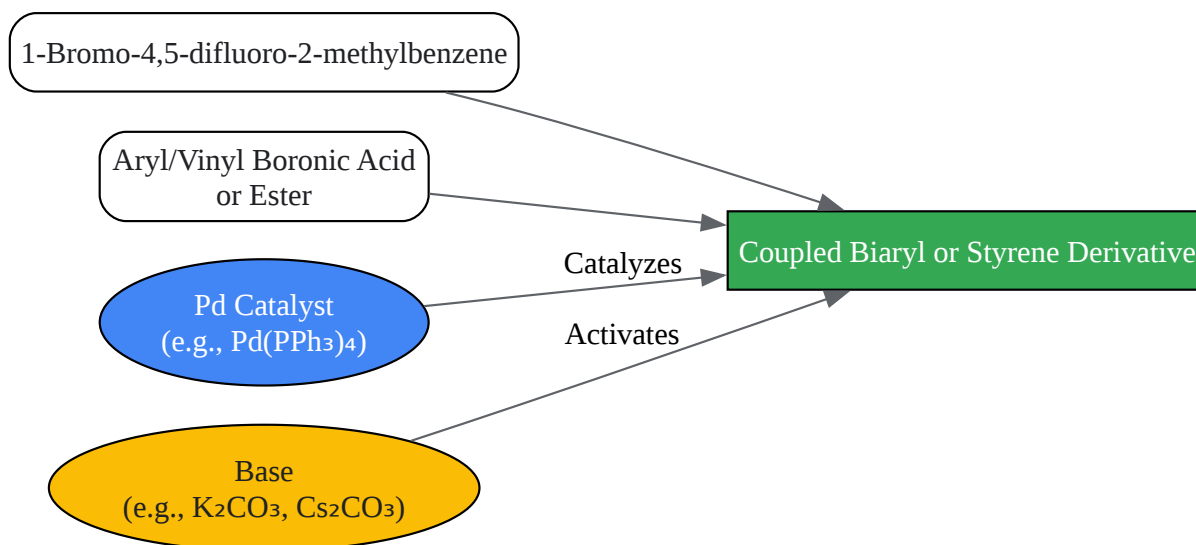 1-Bromo-4,5-difluoro-2-methylbenzene
Aryl/Vinyl Boronic Acid
or Ester
Coupled Biaryl or Styrene Derivative
Catalyzes
Pd Catalyst
(e.g., Pd(PPh₃)₄)
Activates
Base
(e.g., K₂CO₃, Cs₂CO₃)